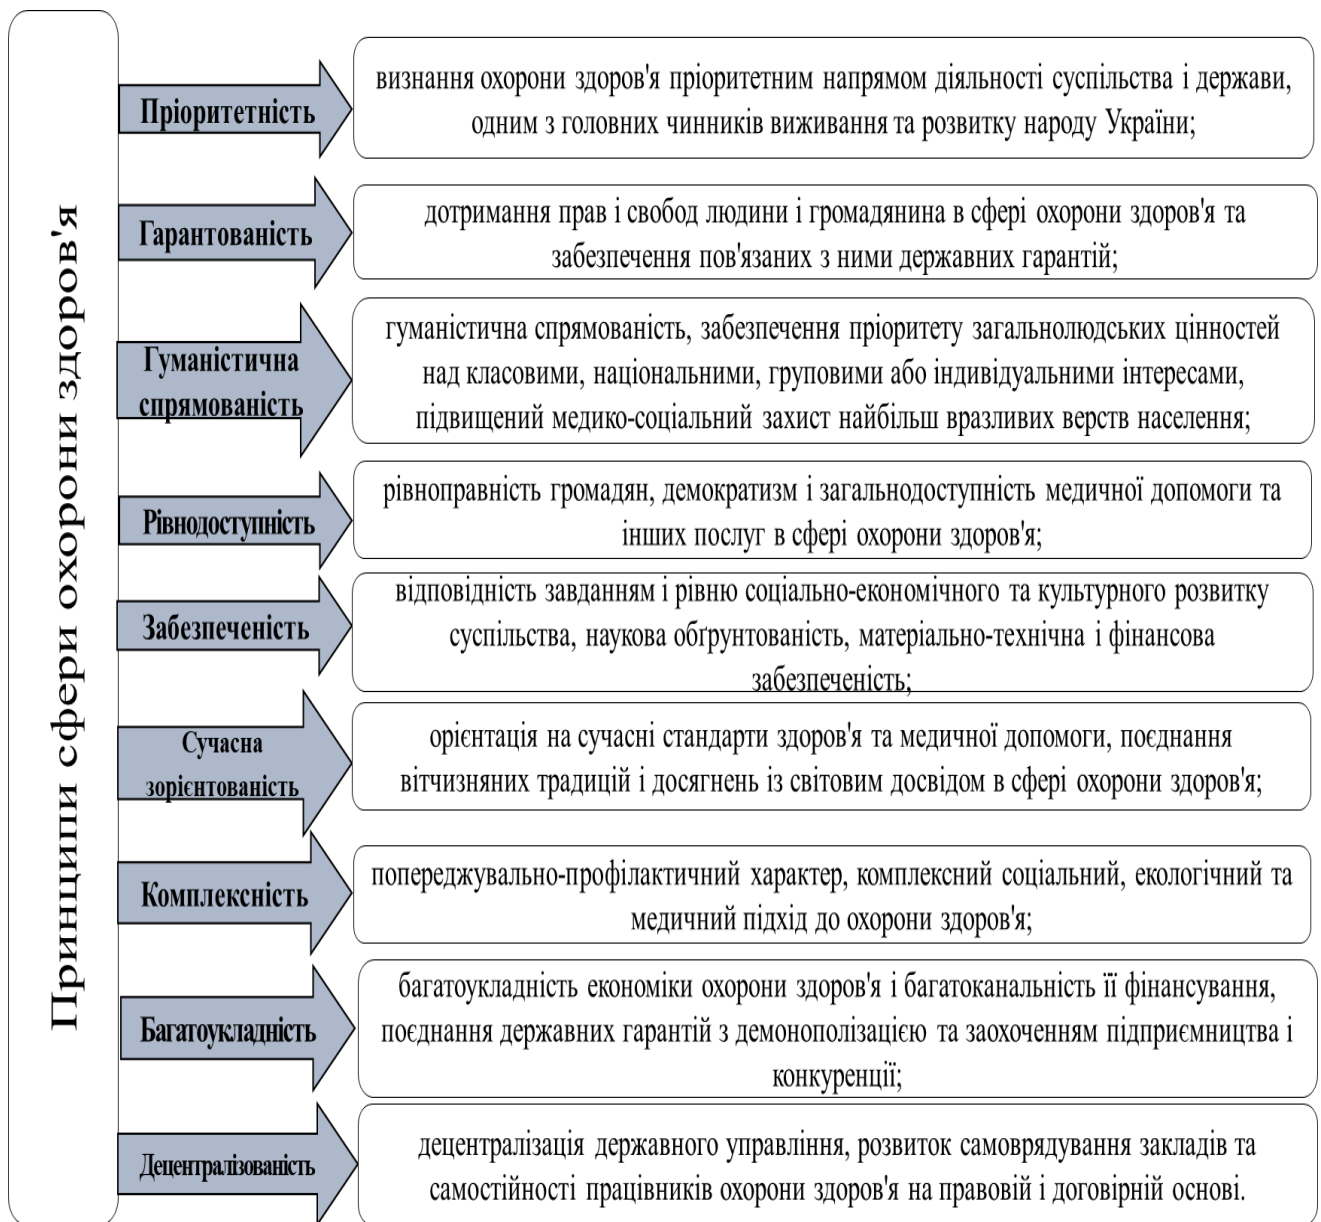 Принципи сфери охорони здоров'я
Пріоритетність
визнання охорони здоров'я пріоритетним напрямом діяльності суспільства і держави,
одним з головних чинників виживання та розвитку народу України;
Гарантованість
дотримання прав і свобод людини і громадянина в сфері охорони здоров'я та
забезпечення пов'язаних з ними державних гарантій;
Гуманістична
спрямованість
гуманістична спрямованість, забезпечення пріоритету загальнолюдських цінностей
над класовими, національними, груповими або індивідуальними інтересами,
підвищений медико-соціальний захист найбільш вразливих верств населення;
Рівнодоступність
рівноправність громадян, демократизм і загальнодоступність медичної допомоги та
інших послуг в сфері охорони здоров'я;
Забезпеченість
відповідність завданням і рівню соціально-економічного та культурного розвитку
суспільства, наукова обґрунтованість, матеріально-технічна і фінансова
забезпеченість;
Сучасна
зорієнтованість
орієнтація на сучасні стандарти здоров'я та медичної допомоги, поєднання
вітчизняних традицій і досягнень із світовим досвідом в сфері охорони здоров'я;
Комплексність
попереджувально-профілактичний характер, комплексний соціальний, екологічний та
медичний підхід до охорони здоров'я;
Багатоукладність
багатоукладність економіки охорони здоров'я і багатоканальність її фінансування,
поєднання державних гарантій з демонополізацією та заохоченням підприємництва і
конкуренції;
Децентралізованість
децентралізація державного управління, розвиток самоврядування закладів та
самостійності працівників охорони здоров'я на правовій і договірній основі.